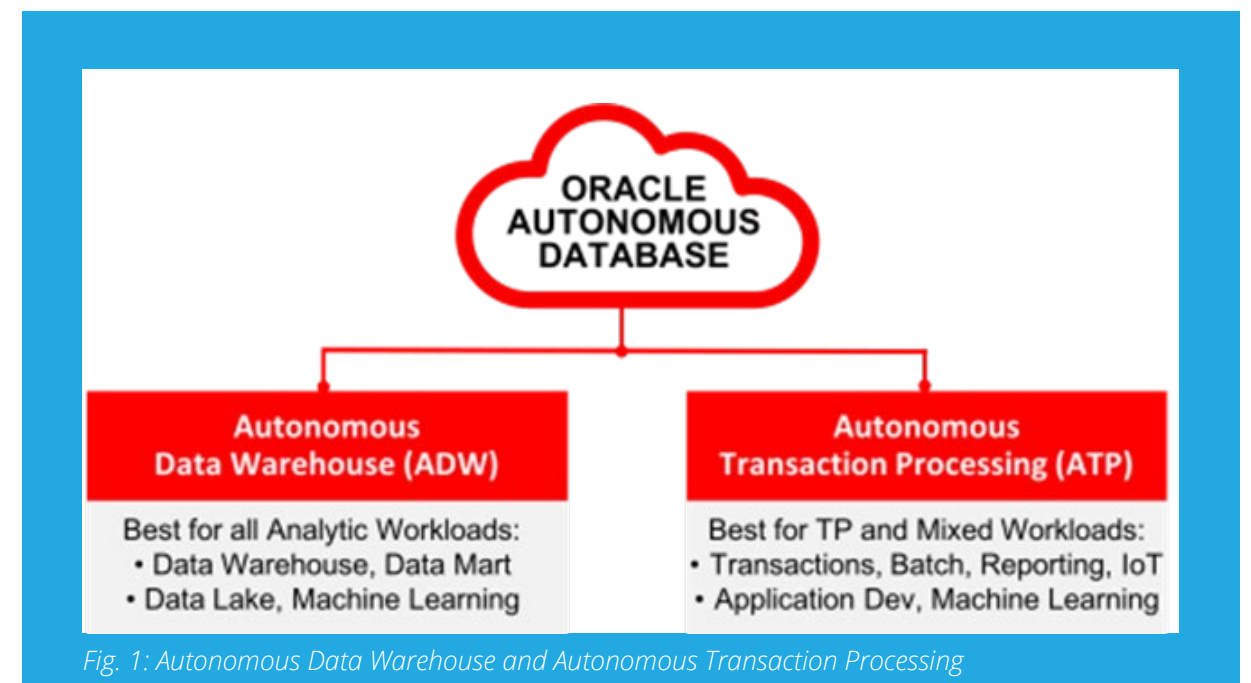 ORACLE
AUTONOMOUS
DATABASE
Autonomous
Data Warehouse (ADW)
Best for all Analytic Workloads:
• Data Warehouse, Data Mart
• Data Lake, Machine Learning
Autonomous
Transaction Processing (ATP)
Best for TP and Mixed Workloads:
• Transactions, Batch, Reporting, IoT
• Application Dev, Machine Learning
Fig. 1: Autonomous Data Warehouse and Autonomous Transaction Processing